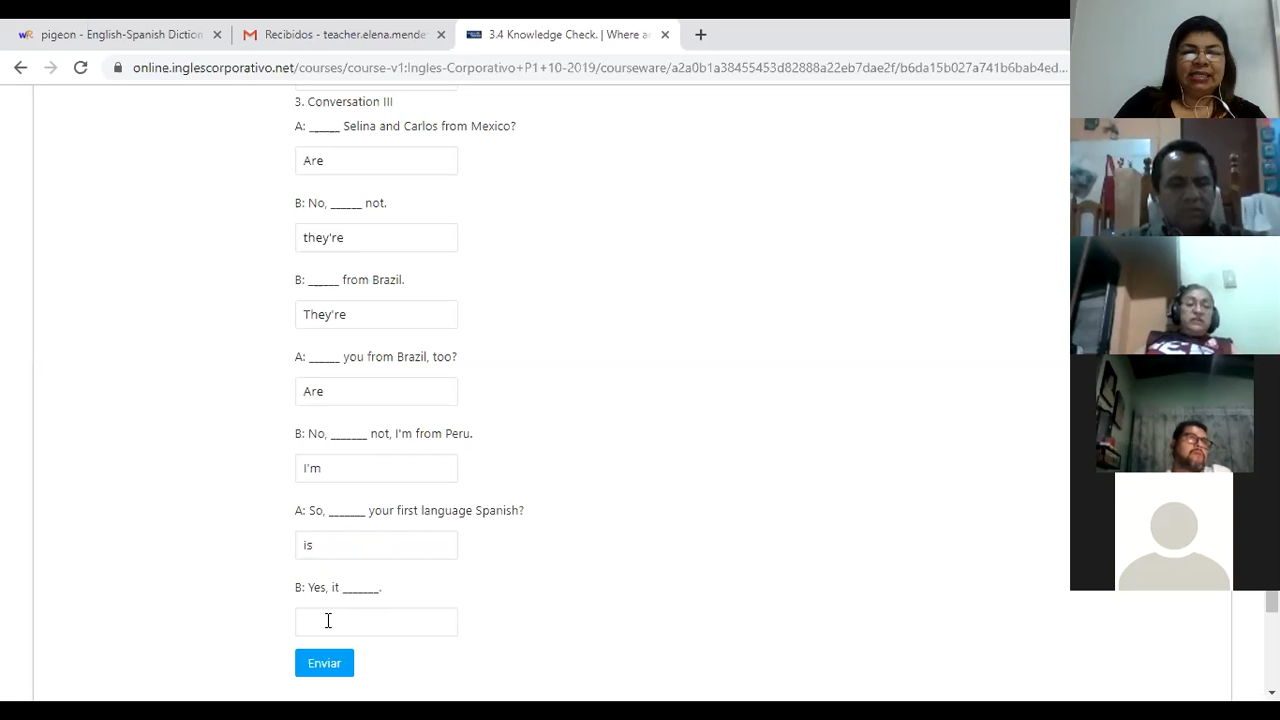 pigeon - English-Spanish Diction
Recibidos - teacher.elena.mende
3.4 Knowledge Check. | Where a
online.inglescorporativo.net/courses/course-v1:Ingles-Corporativo+P1+10-2019/courseware/a2a0b1a38455453d82888a22eb7dae2f/b6da15b027a741b6bab4ed...
3. Conversation III
A: _____ Selina and Carlos from Mexico?
Are
B: No, _____ not.
they're
B: _____ from Brazil.
They're
A: _____ you from Brazil, too?
Are
B: No, ______ not, I'm from Peru.
I'm
A: So, ______ your first language Spanish?
is
B: Yes, it ______.
Enviar